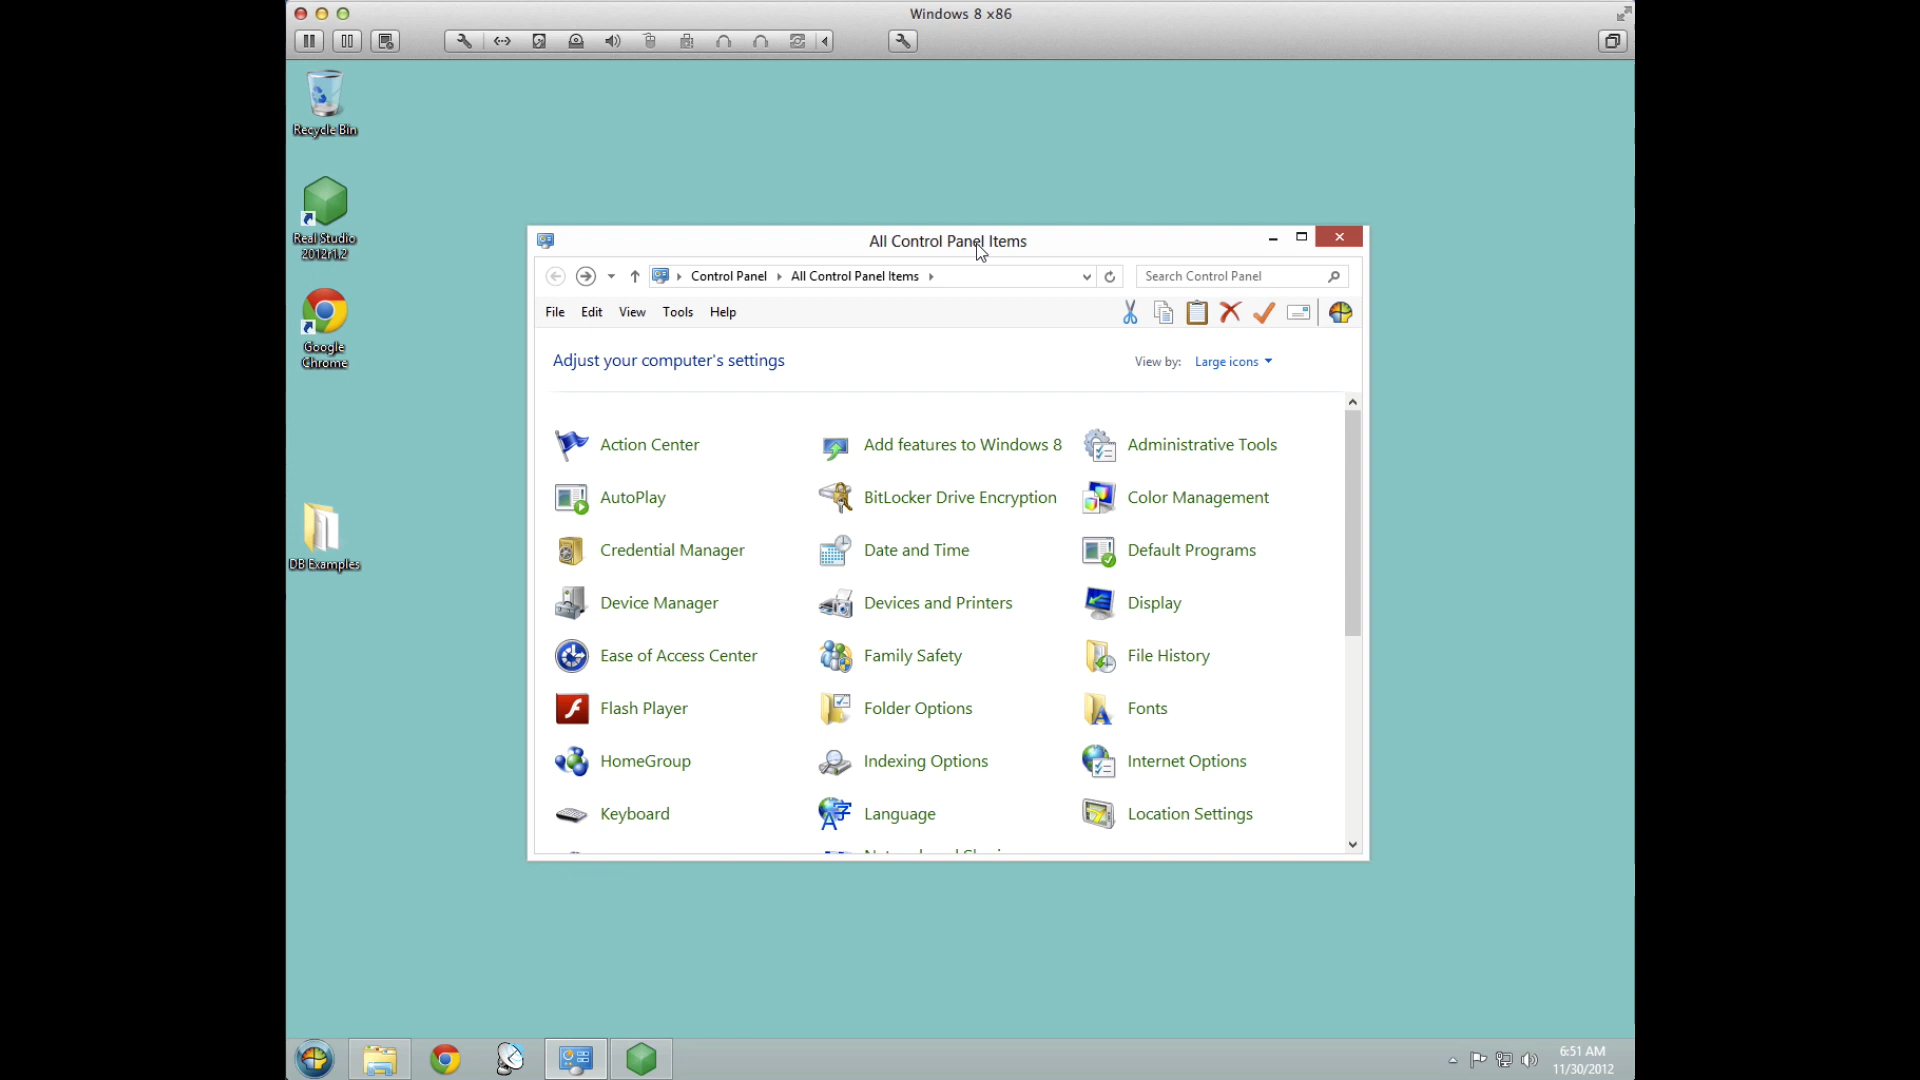 Windows 8 x86
Recycle Bin
Real Studio
2012r1.2
Google
Chrome
DB Examples
All Control Panel Items
Control Panel
All Control Panel Items
Search Control Panel
File Edit View Tools Help
Adjust your computer's settings
View by: Large icons
Action Center
Add features to Windows 8
Administrative Tools
AutoPlay
BitLocker Drive Encryption
Color Management
Credential Manager
Date and Time
Default Programs
Device Manager
Devices and Printers
Display
Ease of Access Center
Family Safety
File History
Flash Player
Folder Options
Fonts
HomeGroup
Indexing Options
Internet Options
Keyboard
Language
Location Settings
6:51 AM
11/30/2012